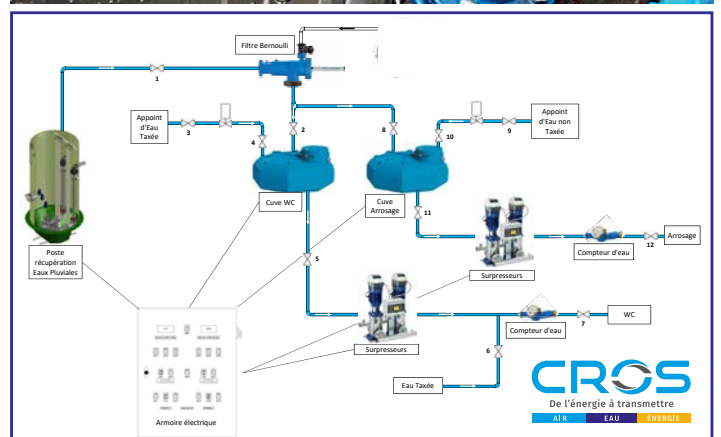 Filtre Bernoulli
1
Appoint
d'Eau
Taxée
3
4
2
8
10
9
Appoint
d'Eau non
Taxée
Cuve WC
Cuve
Arrosage
11
Poste
récupération
Eaux Pluviales
5
Surpresseurs
Compteur d'eau
12
Arrosage
Surpresseurs
Compteur d'eau
7
WC
6
Eau Taxée
Armoire électrique
CROS
De l'énergie à transmettre
AIR EAU ÉNERGIE